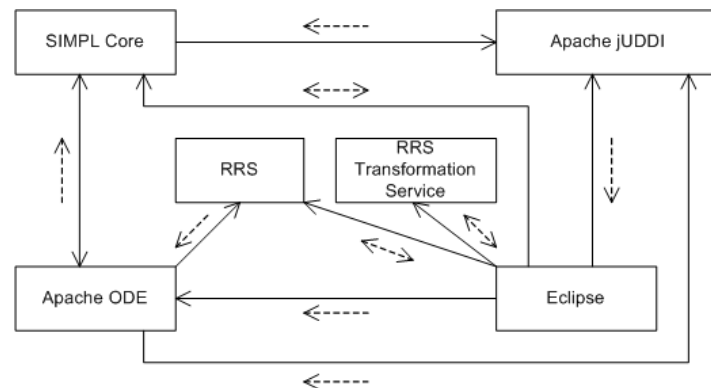 SIMPL Core
Apache jUDDI
RRS
RRS
Transformation
Service
Apache ODE
Eclipse